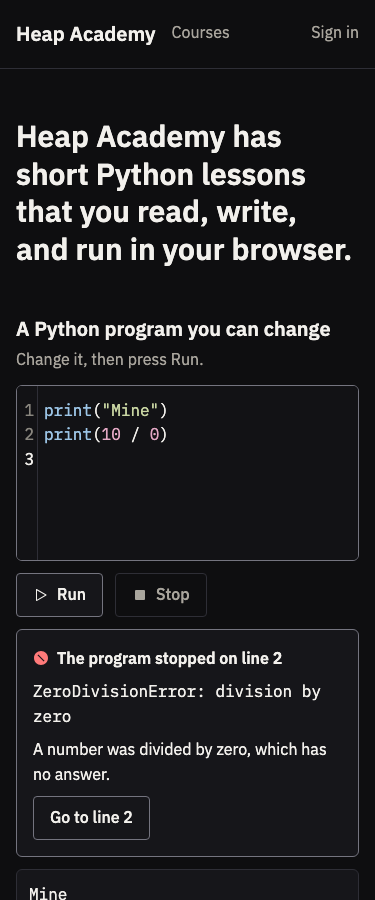 Heap Academy Courses Sign in
Heap Academy has
short Python lessons
that you read, write,
and run in your browser.
A Python program you can change
Change it, then press Run.
1 print("Mine")
2 print(10 / 0)
3
Run Stop
The program stopped on line 2
ZeroDivisionError: division by
zero
A number was divided by zero, which has
no answer.
Go to line 2
Mine